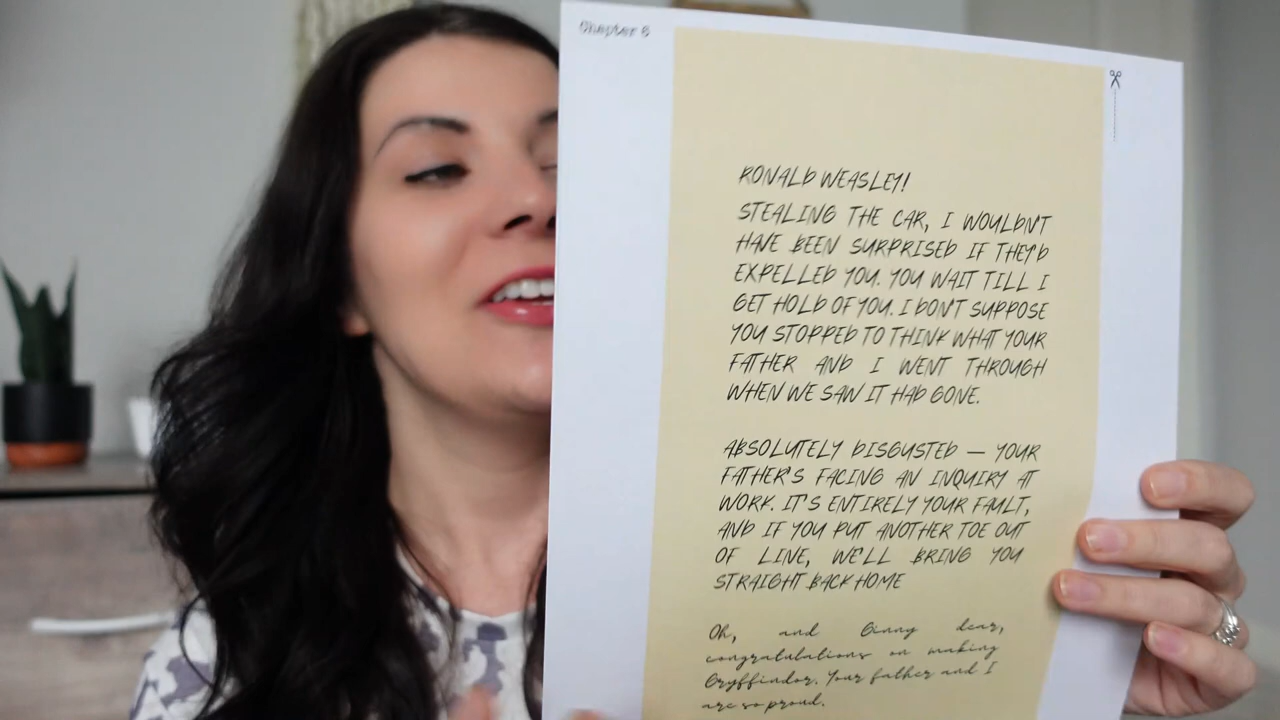 Chapter 6
RONALD WEASLEY!
STEALING THE CAR, I WOULDN'T
HAVE BEEN SURPRISED IF THEY'D
EXPELLED YOU. YOU WAIT TILL I
GET HOLD OF YOU. I DON'T SUPPOSE
YOU STOPPED TO THINK WHAT YOUR
FATHER AND I WENT THROUGH
WHEN WE SAW IT HAD GONE.
ABSOLUTELY DISGUSTED — YOUR
FATHER'S FACING AN INQUIRY AT
WORK. IT'S ENTIRELY YOUR FAULT,
AND IF YOU PUT ANOTHER TOE OUT
OF LINE, WE'LL BRING YOU
STRAIGHT BACK HOME
Oh, and Ginny dear,
congratulations on making
Gryffindor. Your father and I
are so proud.